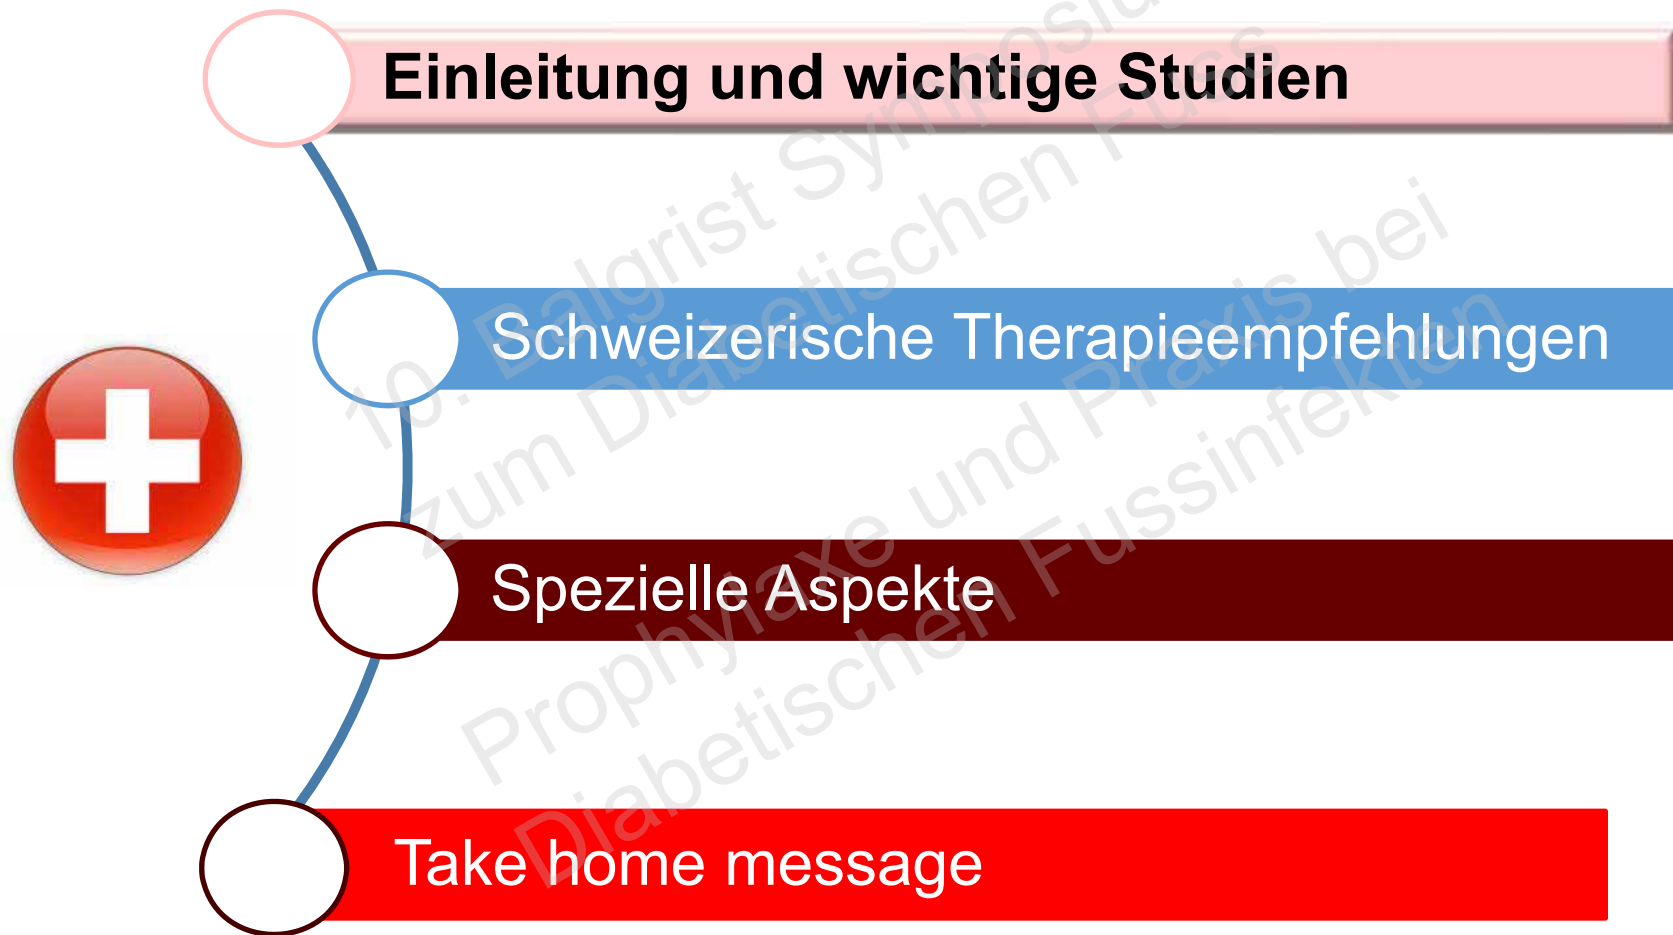 Einleitung und wichtige Studien
Schweizerische Therapieempfehlungen
Spezielle Aspekte
Take home message
10. Balgrist Symposiu
zum Diabetischen Fuss
Prophylaxe und Praxis bei
Diabetischen Fussinfekten